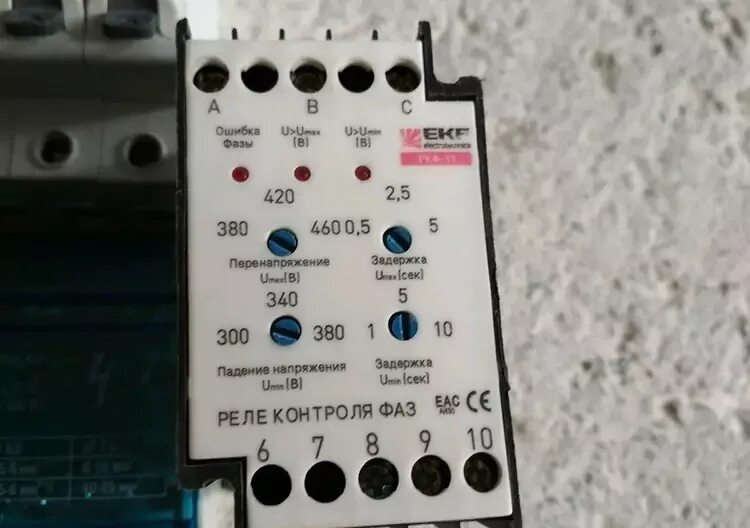 A B C
Ошибка фазы
U>Umax (В)
U>Umin (В)
EKF
electrotechnica
РКФ-11
420
2,5
380
460
0,5
5
Перенапряжение
Umax(В)
Задержка
Umax(сек)
340
5
300
380
1
10
Падение напряжения
Umin(В)
Задержка
Umin(сек)
РЕЛЕ КОНТРОЛЯ ФАЗ
EAC
CE
6 7 8 9 10